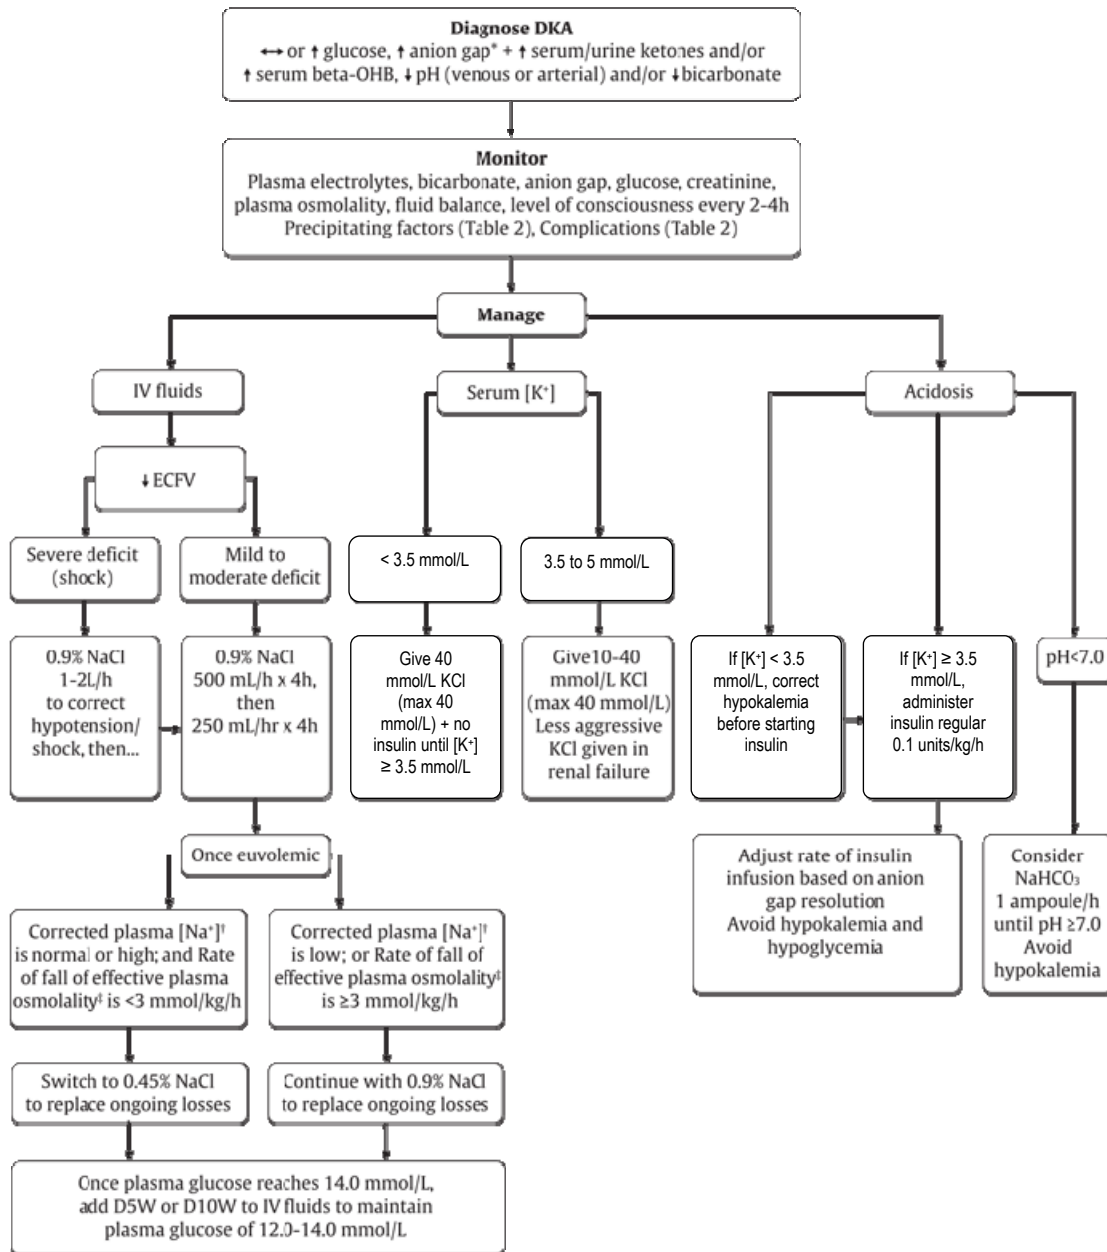 Diagnose DKA
↔ or ↑ glucose, ↑ anion gap* + ↑ serum/urine ketones and/or
↑ serum beta-OHB, ↓ pH (venous or arterial) and/or ↓ bicarbonate
Monitor
Plasma electrolytes, bicarbonate, anion gap, glucose, creatinine,
plasma osmolality, fluid balance, level of consciousness every 2-4h
Precipitating factors (Table 2), Complications (Table 2)
Manage
IV fluids
↓ ECFV
Severe deficit
(shock)
0.9% NaCl
1-2L/h
to correct
hypotension/
shock, then...
Mild to
moderate deficit
0.9% NaCl
500 mL/h x 4h,
then
250 mL/hr x 4h
Once euvolemic
Corrected plasma [Na⁺]†
is normal or high; and Rate
of fall of effective plasma
osmolality‡ is <3 mmol/kg/h
Switch to 0.45% NaCl
to replace ongoing losses
Corrected plasma [Na⁺]†
is low; or Rate of fall of
effective plasma osmolality‡
is ≥3 mmol/kg/h
Continue with 0.9% NaCl
to replace ongoing losses
Once plasma glucose reaches 14.0 mmol/L,
add D5W or D10W to IV fluids to maintain
plasma glucose of 12.0-14.0 mmol/L
Serum [K⁺]
< 3.5 mmol/L
Give 40
mmol/L KCl
(max 40
mmol/L) + no
insulin until [K⁺]
≥ 3.5 mmol/L
3.5 to 5 mmol/L
Give10-40
mmol/L KCl
(max 40 mmol/L)
Less aggressive
KCl given in
renal failure
Acidosis
If [K⁺] < 3.5
mmol/L, correct
hypokalemia
before starting
insulin
If [K⁺] ≥ 3.5
mmol/L,
administer
insulin regular
0.1 units/kg/h
Adjust rate of insulin
infusion based on anion
gap resolution
Avoid hypokalemia and
hypoglycemia
pH<7.0
Consider
NaHCO₃
1 ampoule/h
until pH ≥7.0
Avoid
hypokalemia